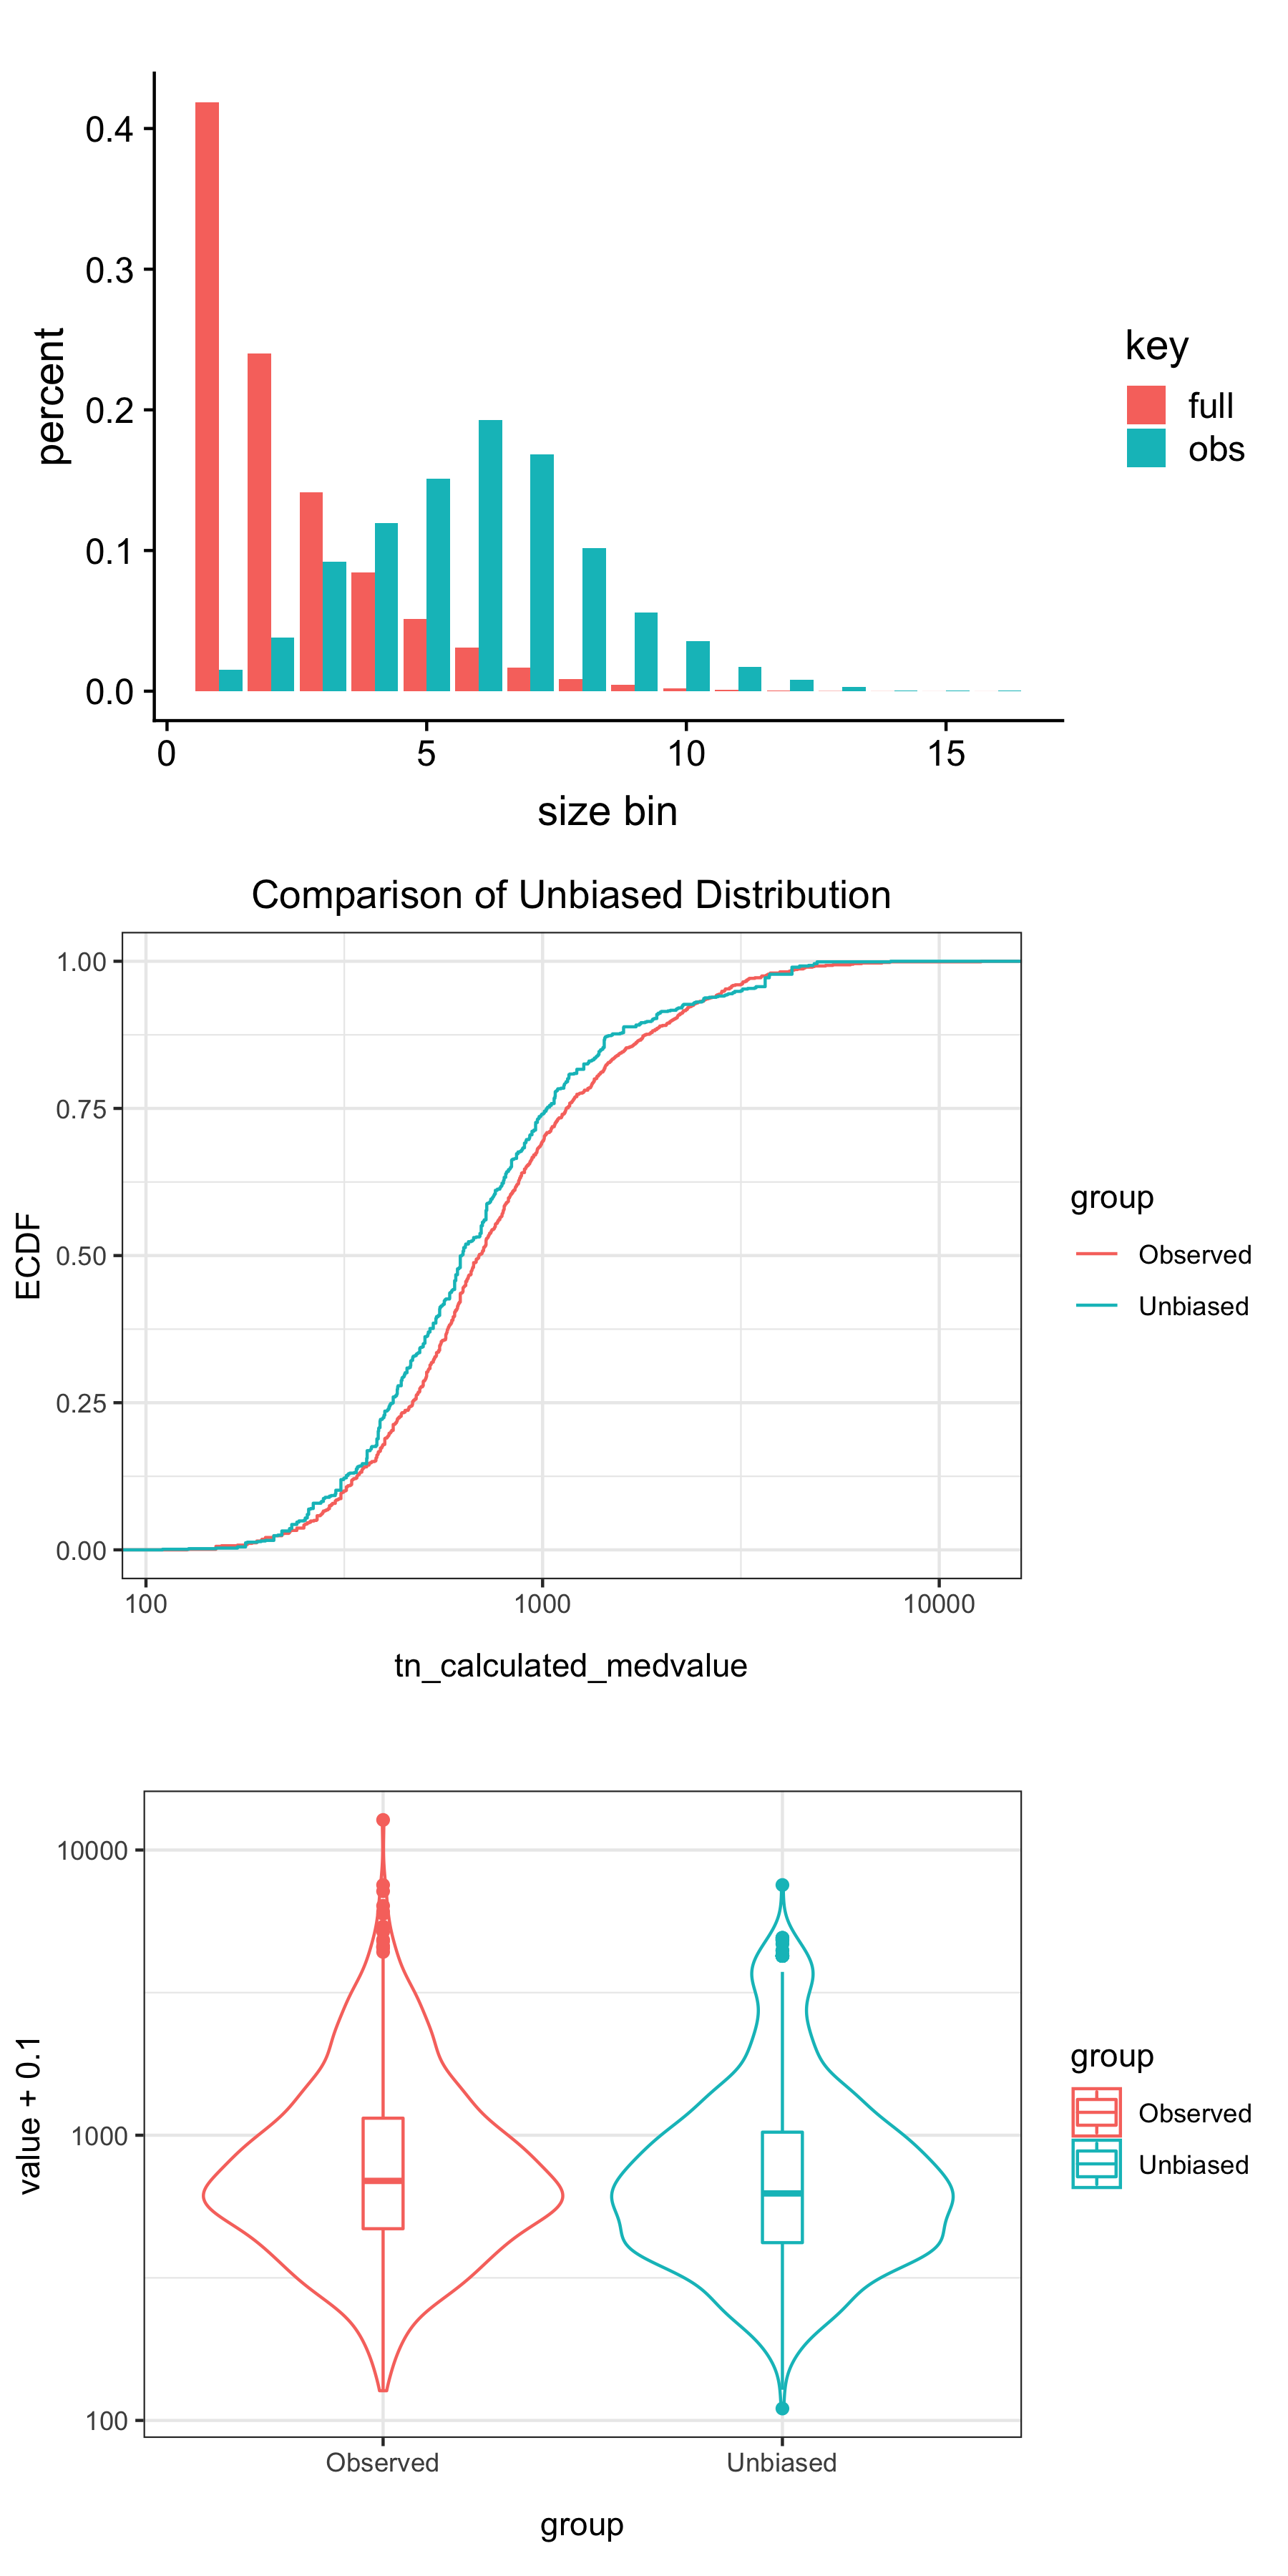 0.4
0.3
0.2
0.1
0.0
percent
0 5 10 15
size bin
key
full
obs
Comparison of Unbiased Distribution
1.00
0.75
0.50
0.25
0.00
ECDF
100 1000 10000
tn_calculated_medvalue
group
Observed
Unbiased
10000
1000
100
value + 0.1
Observed Unbiased
group
group
Observed
Unbiased